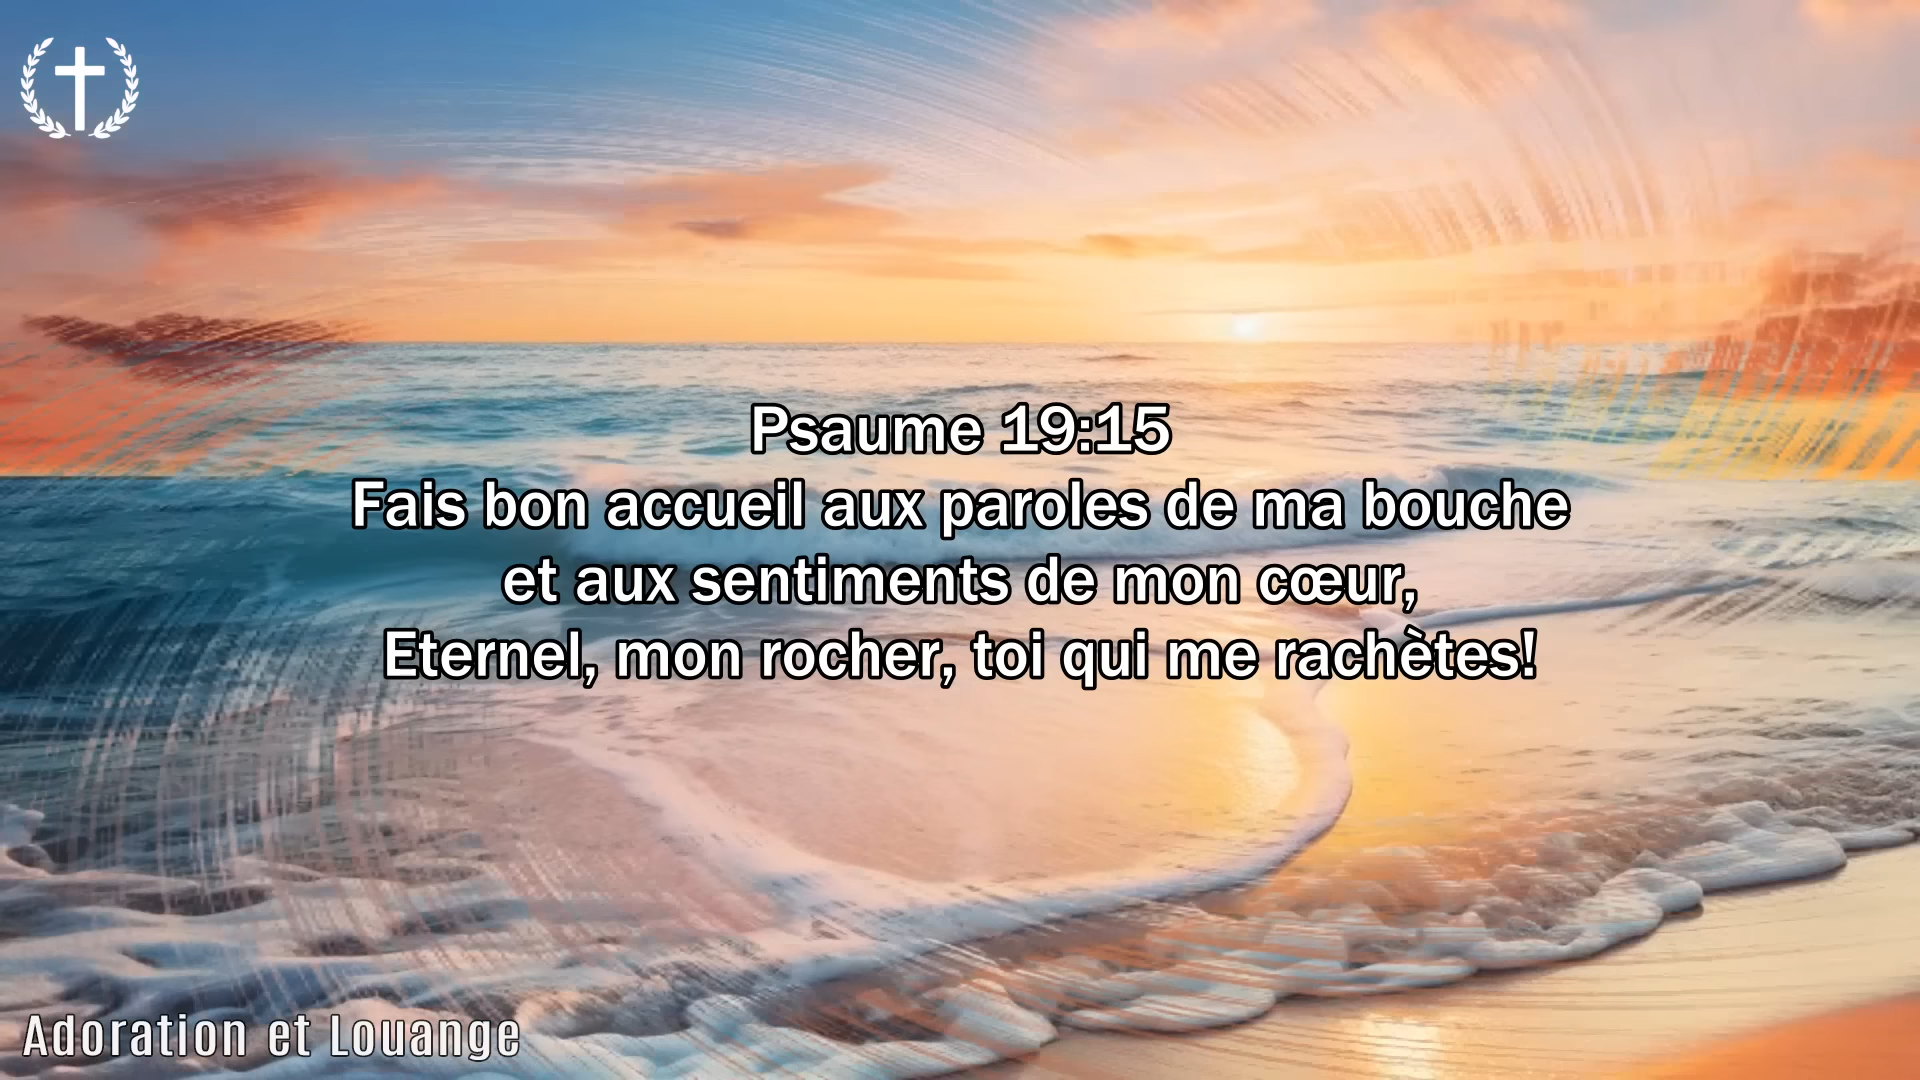 Psaume 19:15
Fais bon accueil aux paroles de ma bouche
et aux sentiments de mon cœur,
Eternel, mon rocher, toi qui me rachètes!
Adoration et Louange